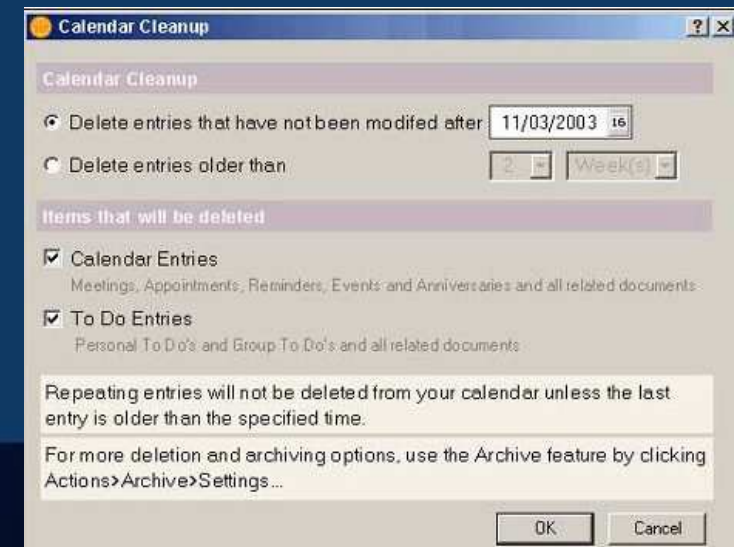 Calendar Cleanup
Calendar Cleanup
Delete entries that have not been modifed after 11/03/2003 16
Delete entries older than 2 Week(s)
Items that will be deleted
Calendar Entries
Meetings, Appointments, Reminders, Events and Anniversaries and all related documents
To Do Entries
Personal To Do's and Group To Do's and all related documents
Repeating entries will not be deleted from your calendar unless the last
entry is older than the specified time.
For more deletion and archiving options, use the Archive feature by clicking
Actions>Archive>Settings...
OK Cancel